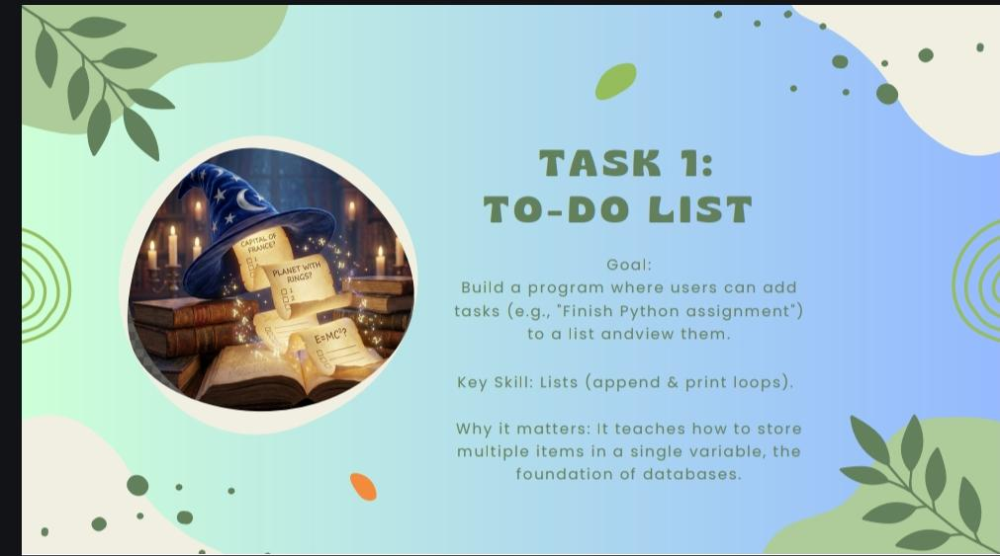 TASK 1:
TO-DO LIST
Goal:
Build a program where users can add
tasks (e.g., "Finish Python assignment")
to a list andview them.
Key Skill: Lists (append & print loops).
Why it matters: It teaches how to store
multiple items in a single variable, the
foundation of databases.
CAPITAL OF
FRANCE?
PLANET WITH
RINGS?
1
2
E=MC²?